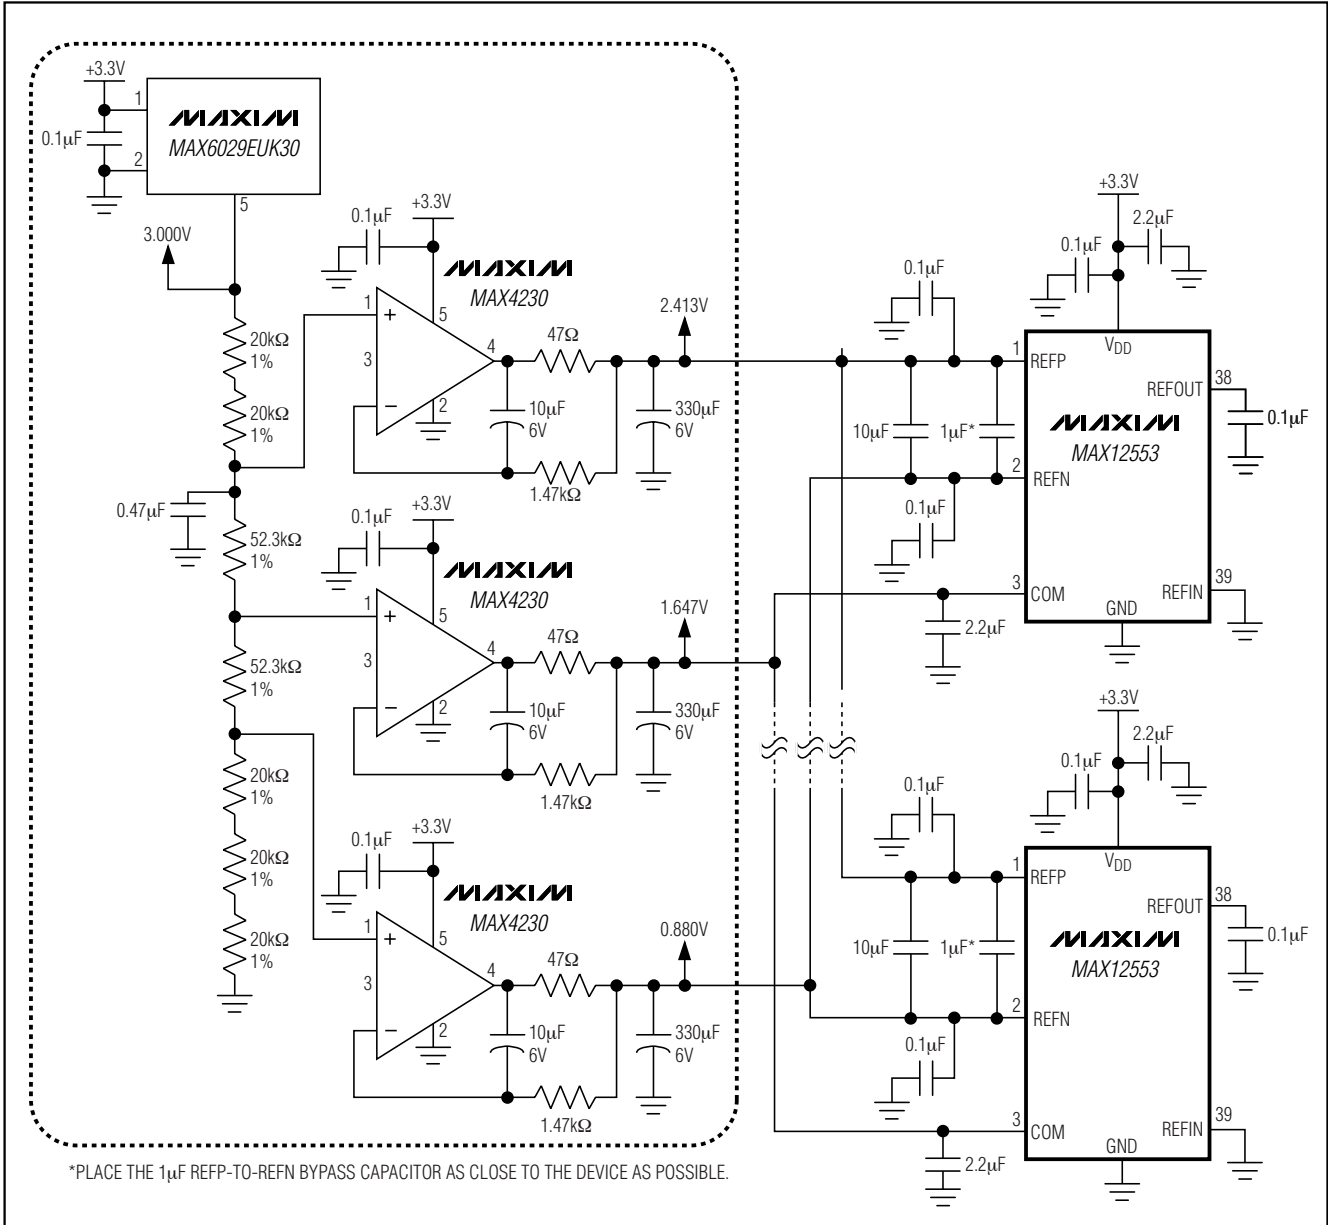 +3.3V
1
MAXIM
MAX6029EUK30
0.1µF
2
5
3.000V
20kΩ
1%
20kΩ
1%
0.47µF
52.3kΩ
1%
52.3kΩ
1%
20kΩ
1%
20kΩ
1%
20kΩ
1%
+3.3V
0.1µF
MAXIM
MAX4230
1
+
5
3
4
−
2
47Ω
10µF
6V
1.47kΩ
2.413V
330µF
6V
+3.3V
0.1µF
MAXIM
MAX4230
1
+
5
3
4
−
2
47Ω
10µF
6V
1.47kΩ
1.647V
330µF
6V
+3.3V
0.1µF
MAXIM
MAX4230
1
+
5
3
4
−
2
47Ω
10µF
6V
1.47kΩ
0.880V
330µF
6V
+3.3V
2.2µF
0.1µF
0.1µF
1
REFP
VDD
REFOUT
38
0.1µF
10µF
1µF*
MAXIM
MAX12553
2
REFN
0.1µF
3
COM
GND
REFIN
39
2.2µF
+3.3V
2.2µF
0.1µF
0.1µF
1
REFP
VDD
REFOUT
38
0.1µF
10µF
1µF*
MAXIM
MAX12553
2
REFN
0.1µF
3
COM
GND
REFIN
39
2.2µF
*PLACE THE 1µF REFP-TO-REFN BYPASS CAPACITOR AS CLOSE TO THE DEVICE AS POSSIBLE.